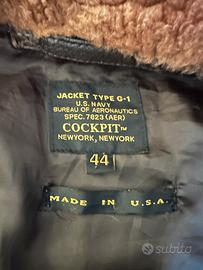 JACKET TYPE G-1
U.S. NAVY
BUREAU OF AERONAUTICS
SPEC. 7823 (AER)
COCKPIT™
NEWYORK, NEWYORK
44
MADE IN U.S.A.
subito